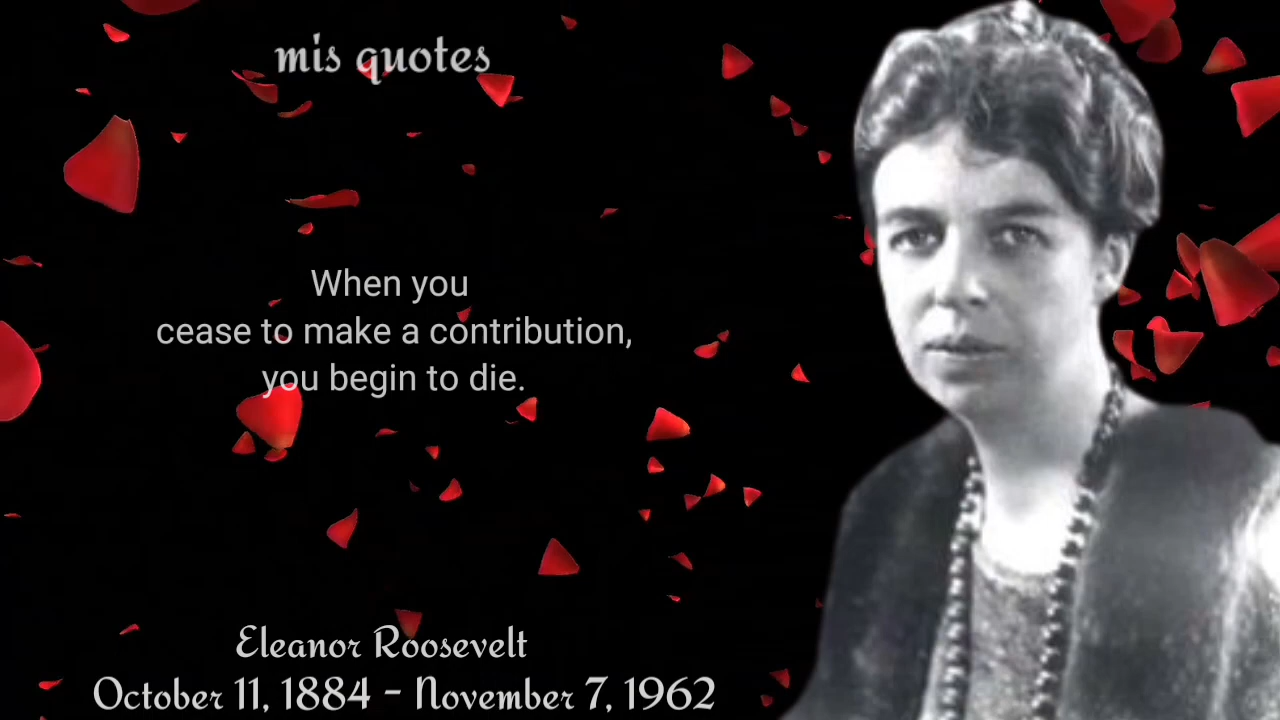 mis quotes
When you
cease to make a contribution,
you begin to die.
Eleanor Roosevelt
October 11, 1884 - November 7, 1962